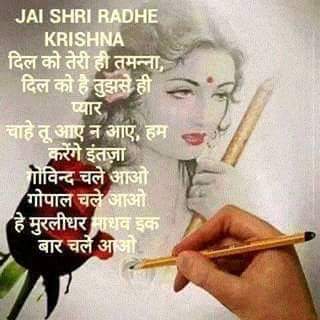 JAI SHRI RADHE
KRISHNA
दिल को तेरी ही तमन्ना,
दिल को है तुझसे ही
प्यार
चाहे तू आए न आए, हम
करेंगे इंतज़ा
गोविन्द चले आओ
गोपाल चले आओ
हे मुरलीधर माधव इक
बार चले आओ